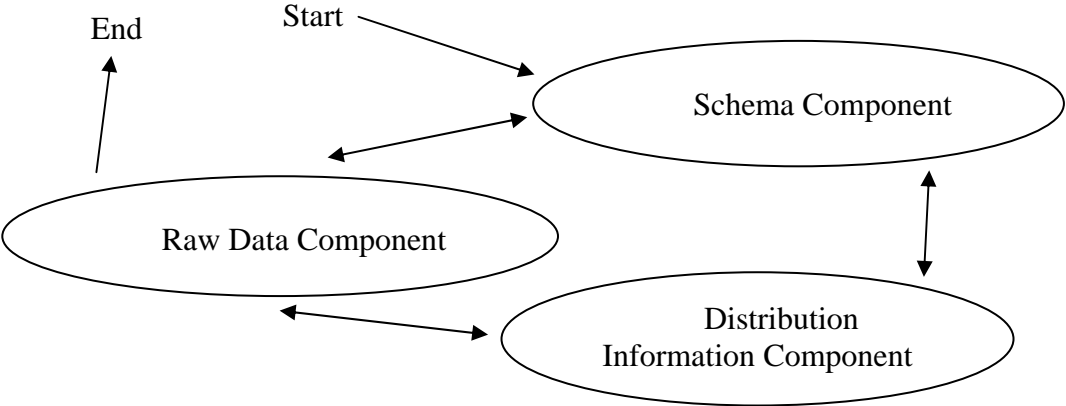 End
Start
Schema Component
Raw Data Component
Distribution
Information Component